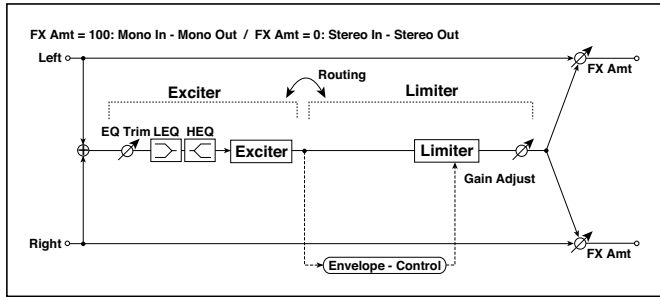 FX Amt = 100: Mono In - Mono Out / FX Amt = 0: Stereo In - Stereo Out
Left
FX Amt
Routing
Exciter
Limiter
EQ Trim LEQ HEQ
Exciter
Limiter
Gain Adjust
Right
FX Amt
Envelope - Control